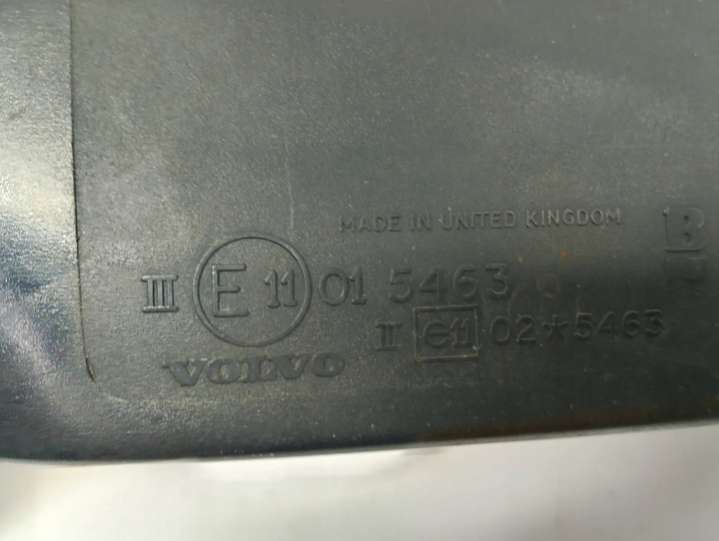 MADE IN UNITED KINGDOM
III E 11 01 5463
II e11 02*5463
VOLVO